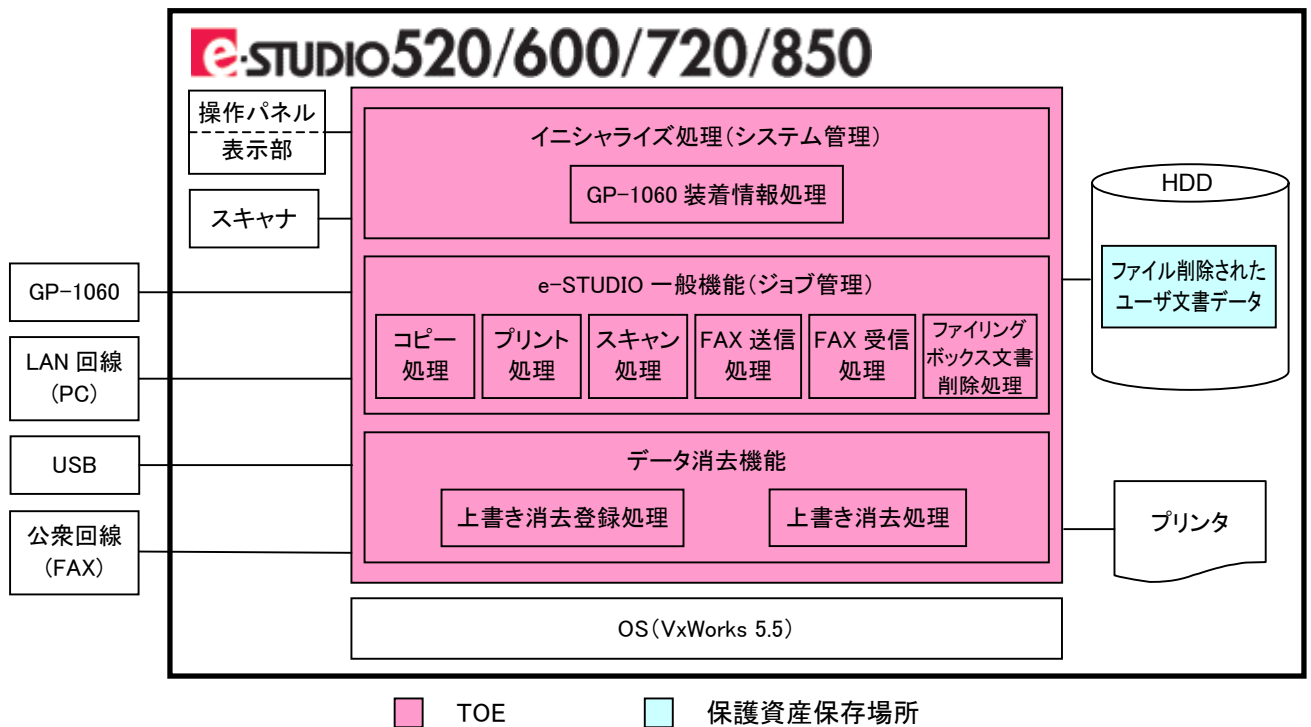 e-STUDIO520/600/720/850
操作パネル
表示部
スキャナ
GP-1060
LAN 回線
(PC)
USB
公衆回線
(FAX)
イニシャライズ処理(システム管理)
GP-1060 装着情報処理
e-STUDIO 一般機能(ジョブ管理)
コピー
処理
プリント
処理
スキャン
処理
FAX 送信
処理
FAX 受信
処理
ファイリング
ボックス文書
削除処理
データ消去機能
上書き消去登録処理
上書き消去処理
OS(VxWorks 5.5)
HDD
ファイル削除された
ユーザ文書データ
プリンタ
TOE
保護資産保存場所